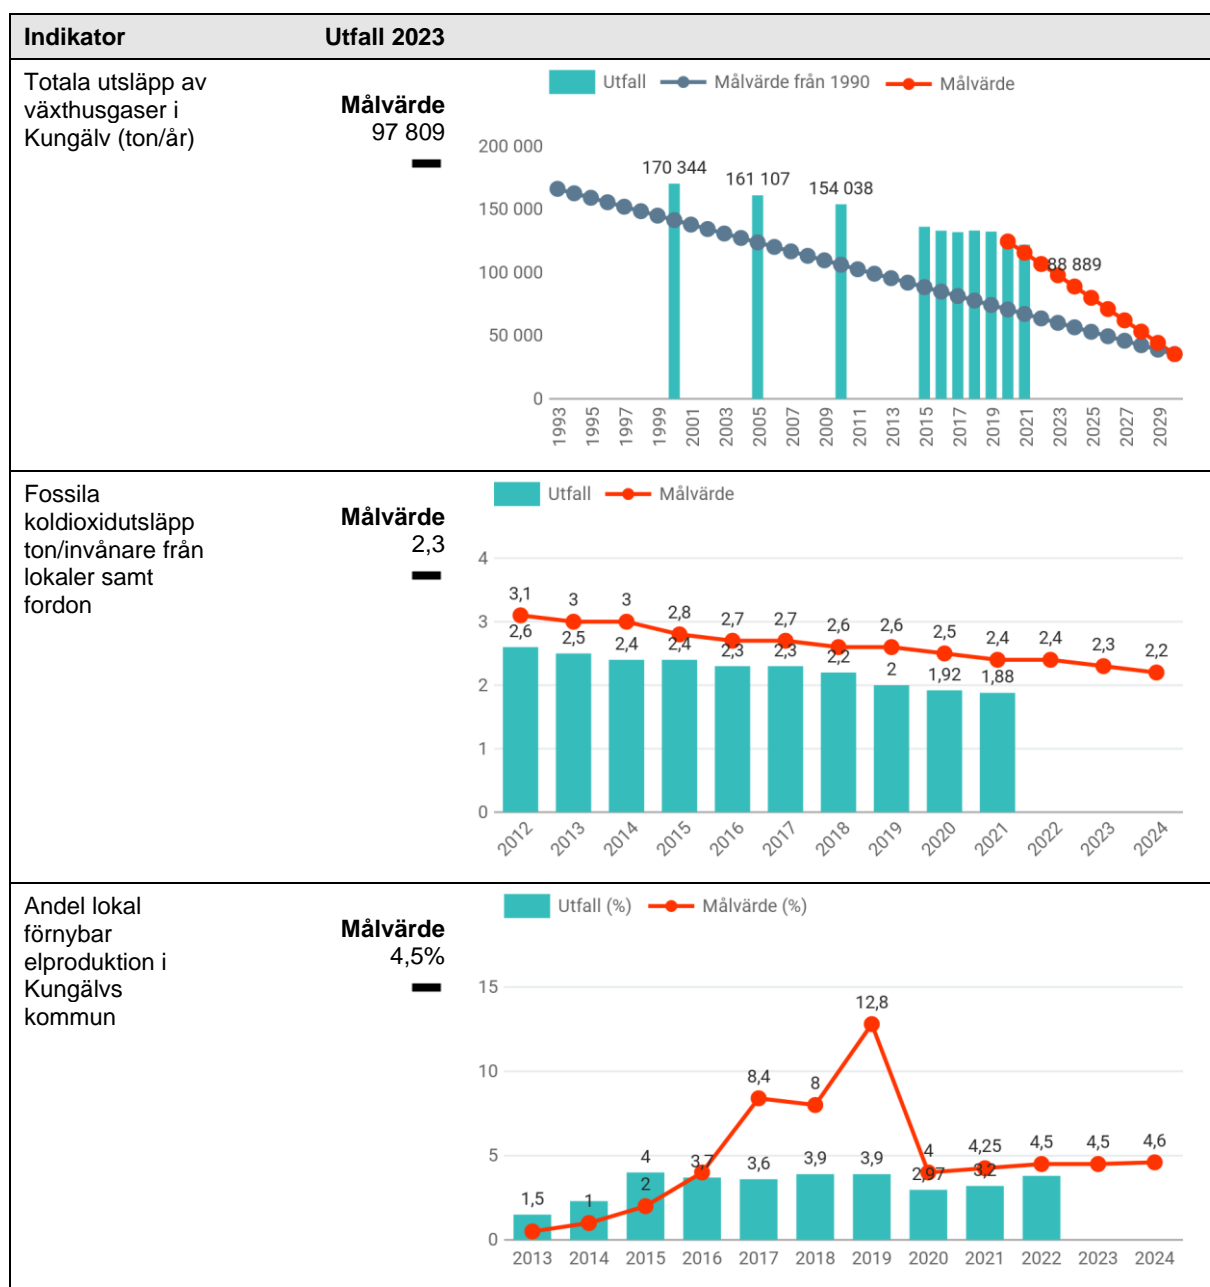 Indikator Utfall 2023
Totala utsläpp av
växthusgaser i
Kungälv (ton/år)
Målvärde
97 809
Utfall Målvärde från 1990 Målvärde
200 000
150 000
100 000
50 000
0
170 344
161 107
154 038
88 889
1993 1995 1997 1999 2001 2003 2005 2007 2009 2011 2013 2015 2017 2019 2021 2023 2025 2027 2029
Fossila
koldioxidutsläpp
ton/invånare från
lokaler samt
fordon
Målvärde
2,3
Utfall Målvärde
4
3
2
1
0
3,1 3 3 2,8 2,7 2,7 2,6 2,6 2,5 2,4 2,4 2,3 2,2
2,6 2,5 2,4 2,4 2,3 2,3 2,2 2 1,92 1,88
2012 2013 2014 2015 2016 2017 2018 2019 2020 2021 2022 2023 2024
Andel lokal
förnybar
elproduktion i
Kungälvs
kommun
Målvärde
4,5%
Utfall (%) Målvärde (%)
15
10
5
0
12,8
8,4 8
4 3,7 3,6 3,9 3,9 4 4,25 4,5 4,5 4,6
1,5 1 2 2,97 3,2
2013 2014 2015 2016 2017 2018 2019 2020 2021 2022 2023 2024